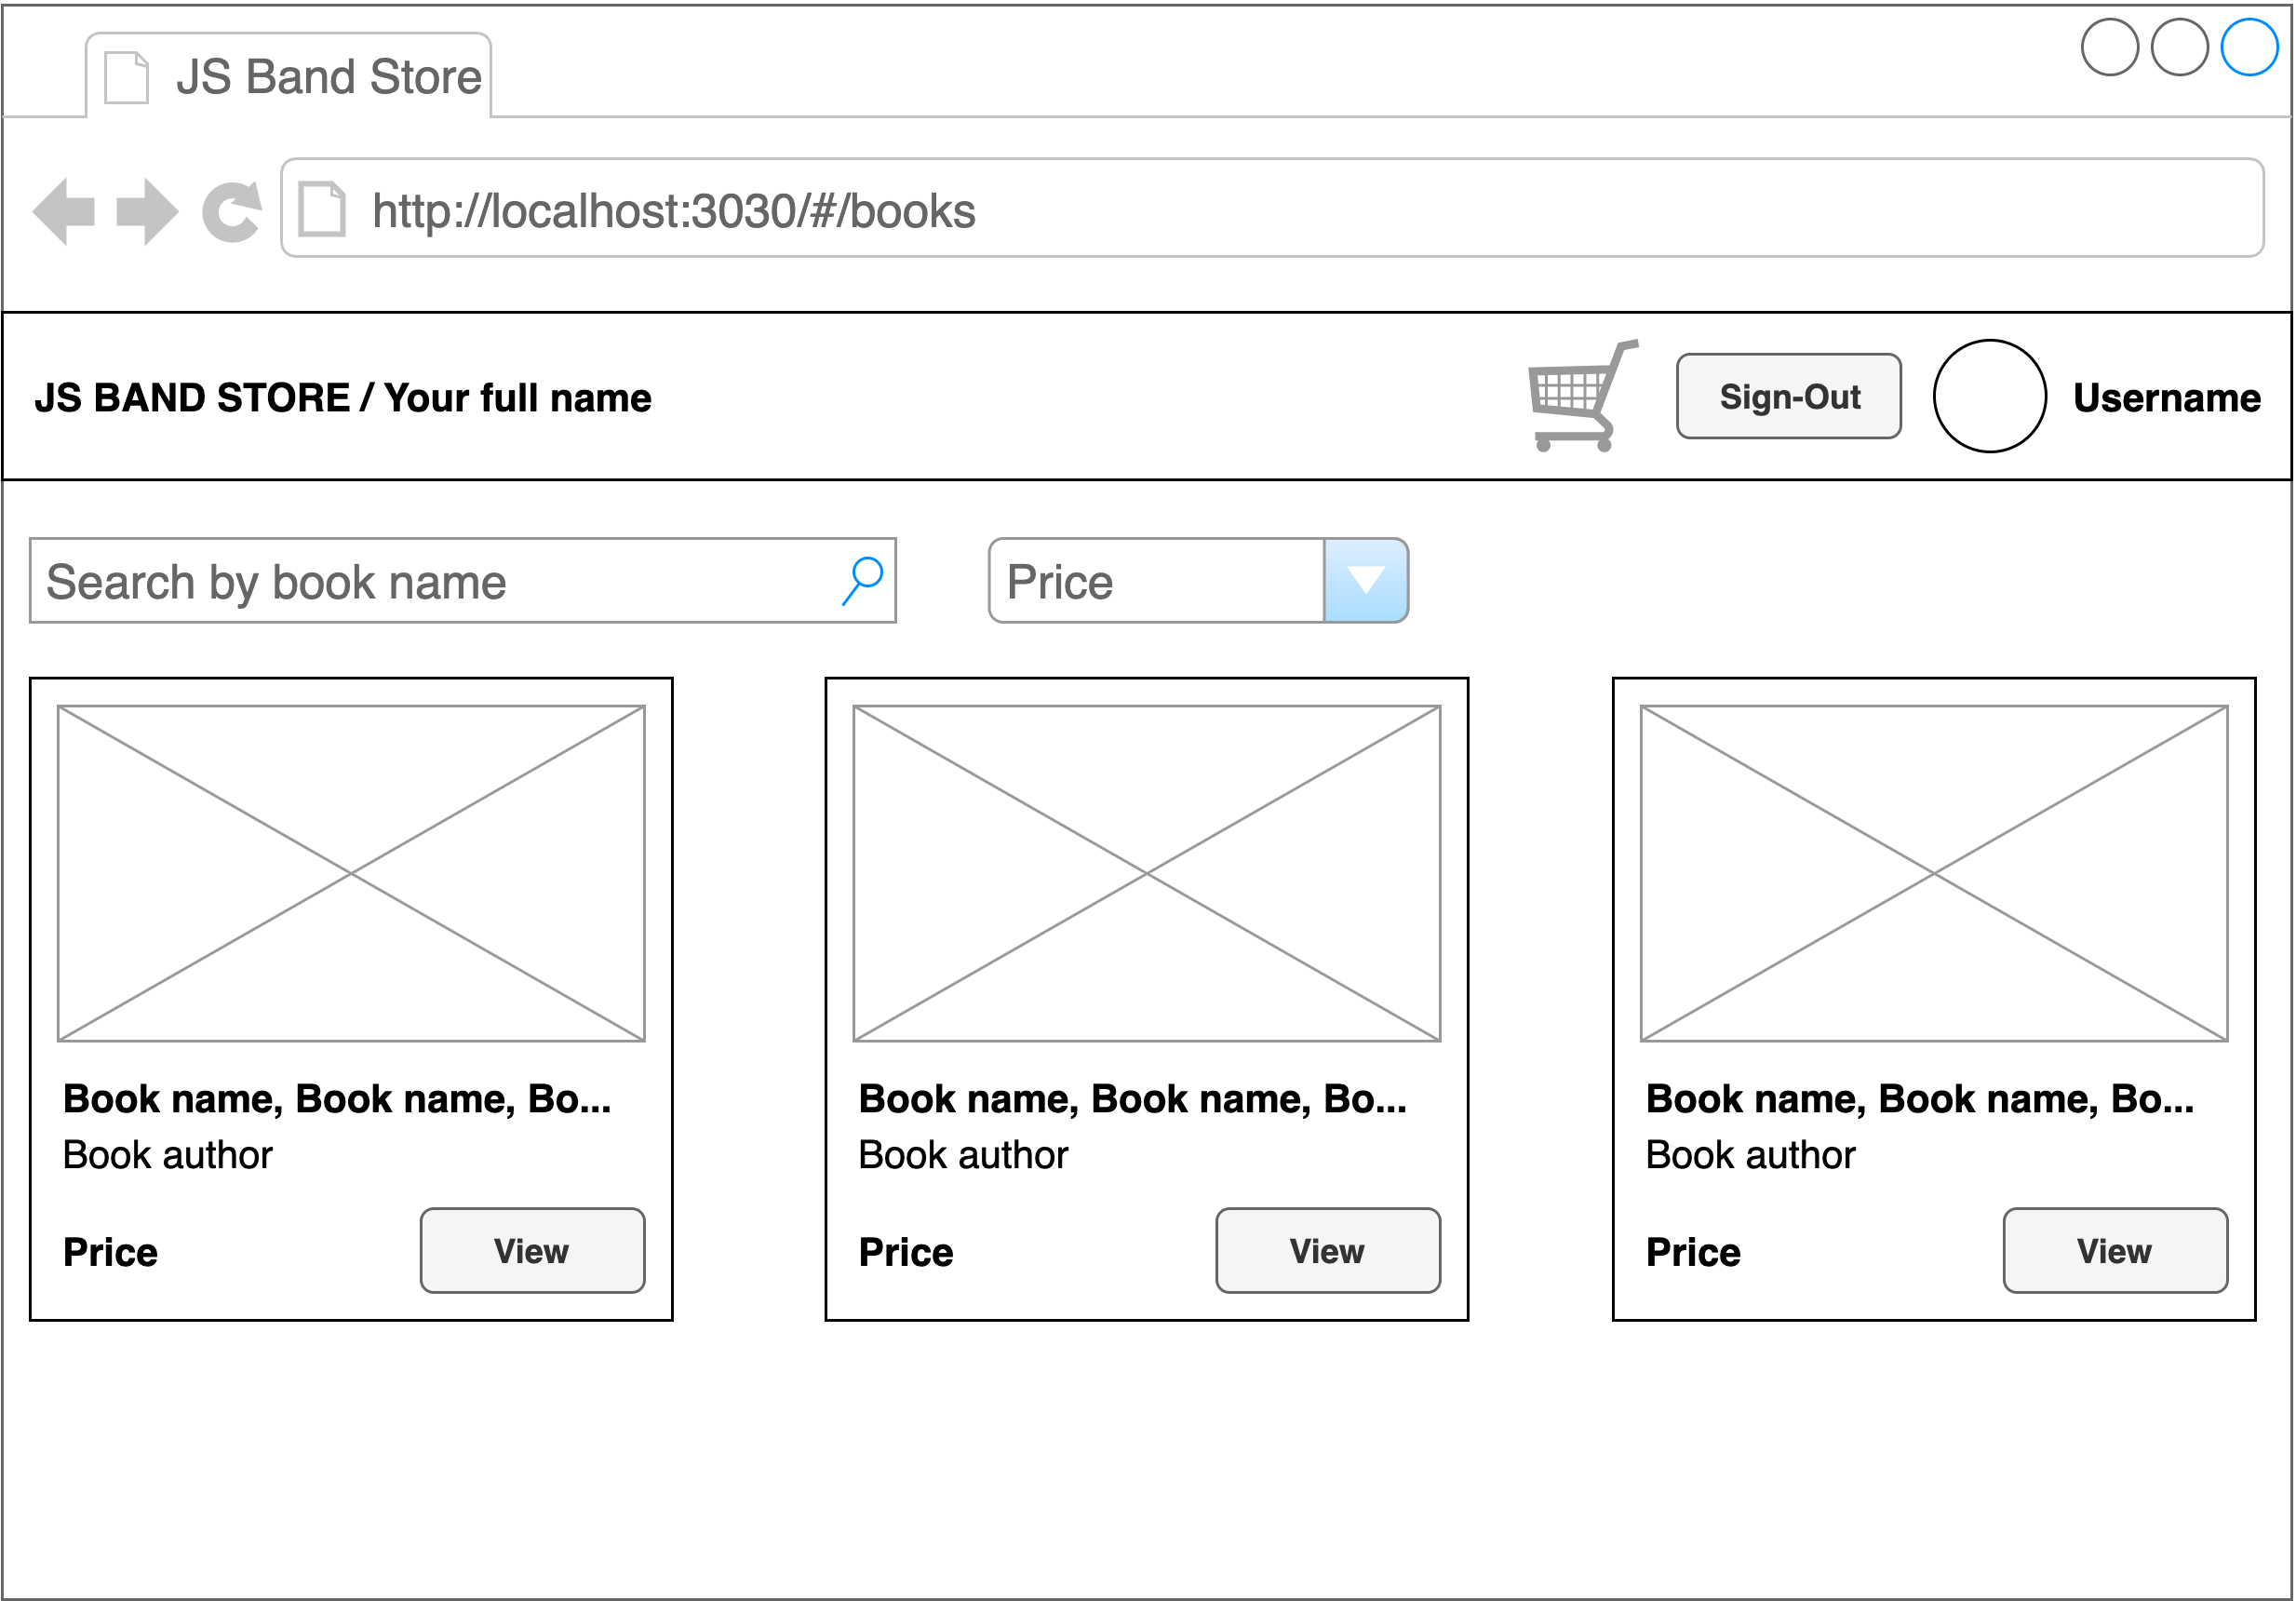 JS Band Store
http://localhost:3030/#/books
JS BAND STORE / Your full name
Sign-Out
Username
Search by book name
Price
Book name, Book name, Bo...
Book author
Price
View
Book name, Book name, Bo...
Book author
Price
View
Book name, Book name, Bo...
Book author
Price
View